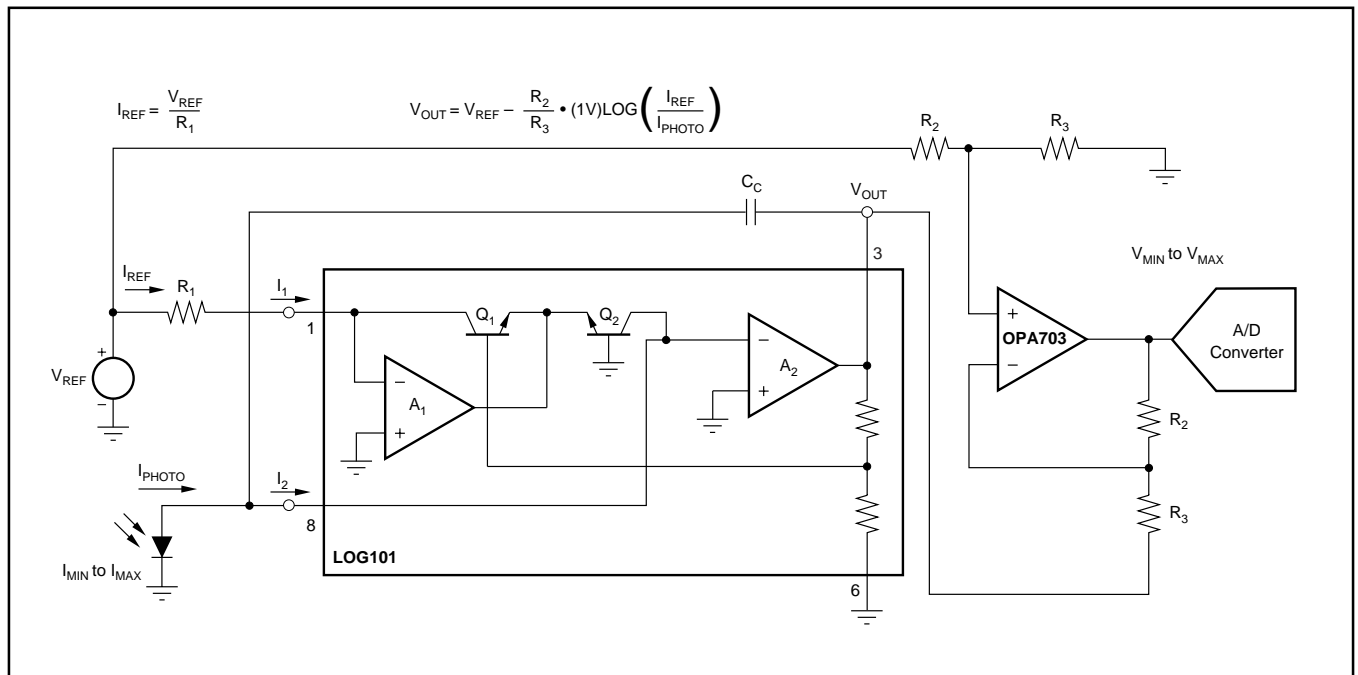 I_REF = V_REF / R_1
V_OUT = V_REF – R_2 / R_3 • (1V)LOG(I_REF / I_PHOTO)
R_2
R_3
C_C
V_OUT
3
V_MIN to V_MAX
I_REF
R_1
I_1
1
Q_1
Q_2
+
OPA703
–
A/D
Converter
–
A_2
+
+
V_REF
–
–
A_1
+
R_2
I_PHOTO
I_2
8
R_3
I_MIN to I_MAX
LOG101
6